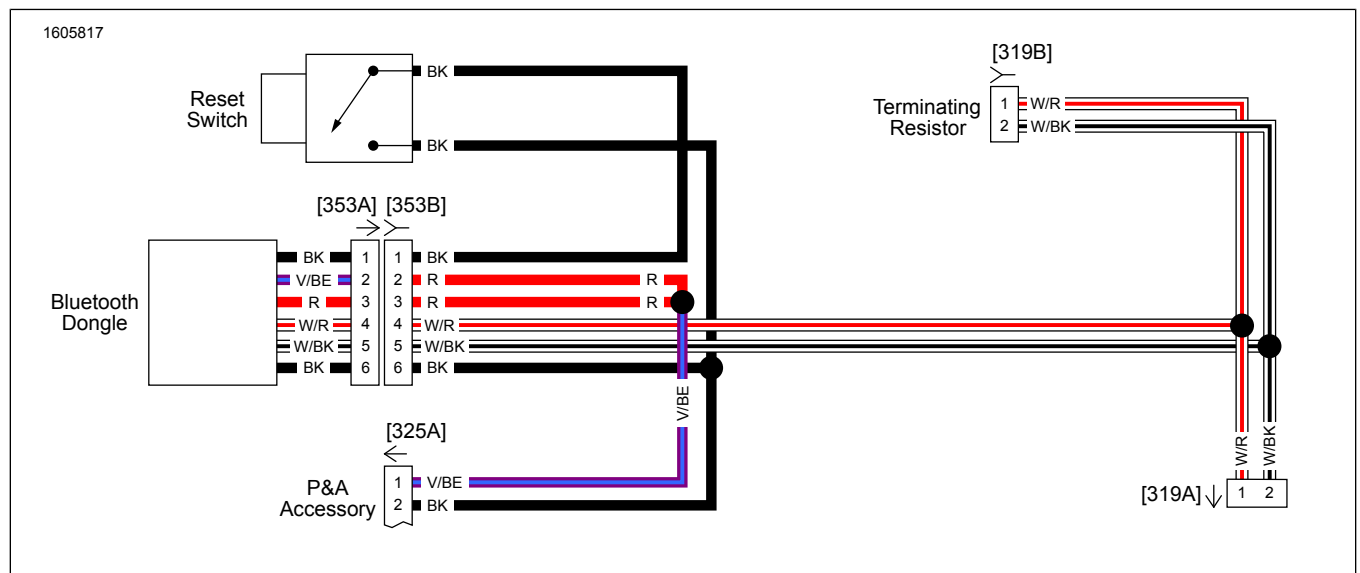 1605817
Reset
Switch
BK
BK
[319B]
Terminating
Resistor
1 W/R
2 W/BK
[353A] [353B]
Bluetooth
Dongle
BK 1 1 BK
V/BE 2 2 R R
R 3 3 R R
W/R 4 4 W/R
W/BK 5 5 W/BK
BK 6 6 BK
V/BE
[325A]
P&A
Accessory
1 V/BE
2 BK
W/R
W/BK
[319A] 1 2